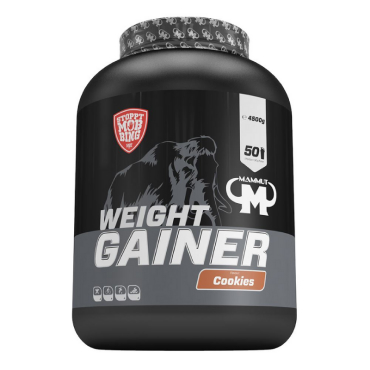 STOPPT
MOB
BING
℮ 4500g
50
MAMMUT
M
WEIGHT
GAINER
Cookies